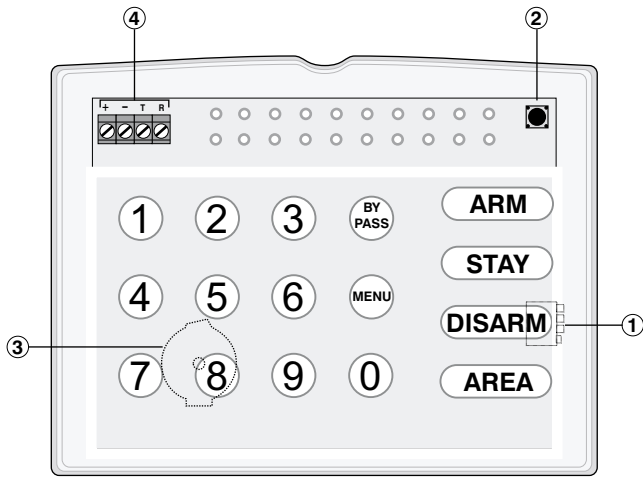 4 2
+ − T R
1 2 3 BY PASS ARM
STAY
4 5 6 MENU
DISARM 1
3
7 8 9 0 AREA